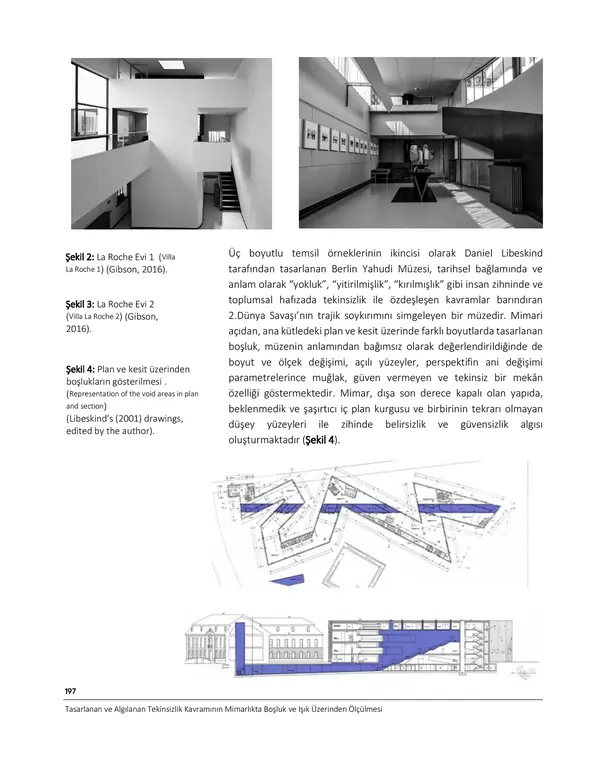 Şekil 2: La Roche Evi 1 (Villa
La Roche 1) (Gibson, 2016).
Şekil 3: La Roche Evi 2
(Villa La Roche 2) (Gibson,
2016).
Şekil 4: Plan ve kesit üzerinden
boşlukların gösterilmesi .
(Representation of the void areas in plan
and section)
(Libeskind's (2001) drawings,
edited by the author).
Üç boyutlu temsil örneklerinin ikincisi olarak Daniel Libeskind
tarafından tasarlanan Berlin Yahudi Müzesi, tarihsel bağlamında ve
anlam olarak “yokluk”, “yitirilmişlik”, “kırılmışlık” gibi insan zihninde ve
toplumsal hafızada tekinsizlik ile özdeşleşen kavramlar barındıran
2.Dünya Savaşı’nın trajik soykırımını simgeleyen bir müzedir. Mimari
açıdan, ana kütledeki plan ve kesit üzerinde farklı boyutlarda tasarlanan
boşluk, müzenin anlamından bağımsız olarak değerlendirildiğinde de
boyut ve ölçek değişimi, açılı yüzeyler, perspektifin ani değişimi
parametrelerince muğlak, güven vermeyen ve tekinsiz bir mekân
özelliği göstermektedir. Mimar, dışa son derece kapalı olan yapıda,
beklenmedik ve şaşırtıcı iç plan kurgusu ve birbirinin tekrarı olmayan
düşey yüzeyleri ile zihinde belirsizlik ve güvensizlik algısı
oluşturmaktadır (Şekil 4).
197
Tasarlanan ve Algılanan Tekinsizlik Kavramının Mimarlıkta Boşluk ve Işık Üzerinden Ölçülmesi